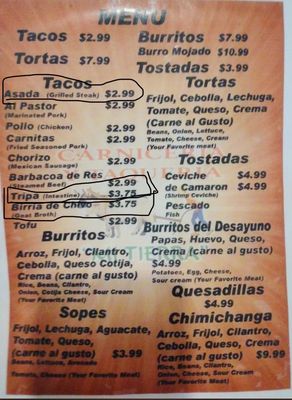 MENU
Tacos $2.99
Tortas $7.99
Burritos $7.99
Burro Mojado $10.99
Tostadas $3.99
Tacos
Asada (Grilled Steak) $2.99
Al Pastor $2.99
(Marinated Pork)
Pollo (Chicken) $2.99
Carnitas $2.99
(Fried Seasoned Pork)
Chorizo $2.99
(Mexican Sausage)
Barbacoa de Res
(Steamed Beef) $2.99
Tripa (Intestine) $3.75
Birria de Chivo $3.75
(Goat Broth)
Tofu $2.99
Burritos
Arroz, Frijol, Cilantro,
Cebolla, Queso Cotija,
Crema (carne al gusto)
Rice, Beans, Cilantro,
Onion, Cotija Cheese, Sour Cream
(Your Favorite Meat)
Sopes
Frijol, Lechuga, Aguacate,
Tomate, Queso,
(carne al gusto) $3.99
Beans, Lettuce, Avocado
Tomato, Cheese (Your Favorite Meat)
Tortas
Frijol, Cebolla, Lechuga,
Tomate, Queso, Crema
(Carne al Gusto)
Beans, Onion, Lettuce,
Tomato, Cheese, Cream
(Your Favorite meat)
Tostadas
Ceviche $4.99
de Camaron $4.99
(Shrimp Ceviche)
Pescado
Fish
Burritos del Desayuno
Papas, Huevo, Queso,
Crema (carne al gusto)
$4.99
Potatoes, Egg, Cheese,
Sour cream (Your Favorite Meat)
Quesadillas
$4.99
Chimichanga
Arroz, Frijol, Cilantro,
Cebolla, Queso, Crema
(carne al gusto) $9.99
Rice, Beans, Cilantro,
Onion, Cheese, Sour Cream
(Your Favorite Meat)
CARNICERIA